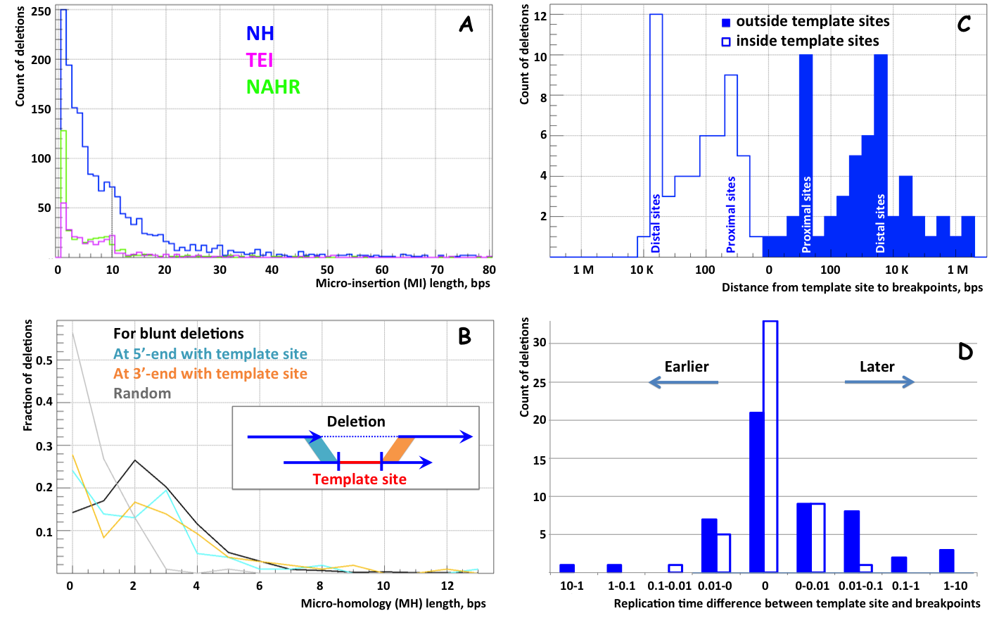 A
Count of deletions
NH
TEI
NAHR
250
200
150
100
50
0 10 20 30 40 50 60 70 80
Micro-insertion (MI) length, bps
C
Count of deletions
outside template sites
inside template sites
12
10
8
6
4
2
Distal sites
Proximal sites
Proximal sites
Distal sites
1 M 10 K 100 0 100 10 K 1 M
Distance from template site to breakpoints, bps
B
Fraction of deletions
For blunt deletions
At 5’-end with template site
At 3’-end with template site
Random
0.5
0.4
0.3
0.2
0.1
Deletion
Template site
0 2 4 6 8 10 12
Micro-homology (MH) length, bps
D
Count of deletions
Earlier
Later
30
25
20
15
10
5
10-1 1-0.1 0.1-0.01 0.01-0 0 0-0.01 0.01-0.1 0.1-1 1-10
Replication time difference between template site and breakpoints